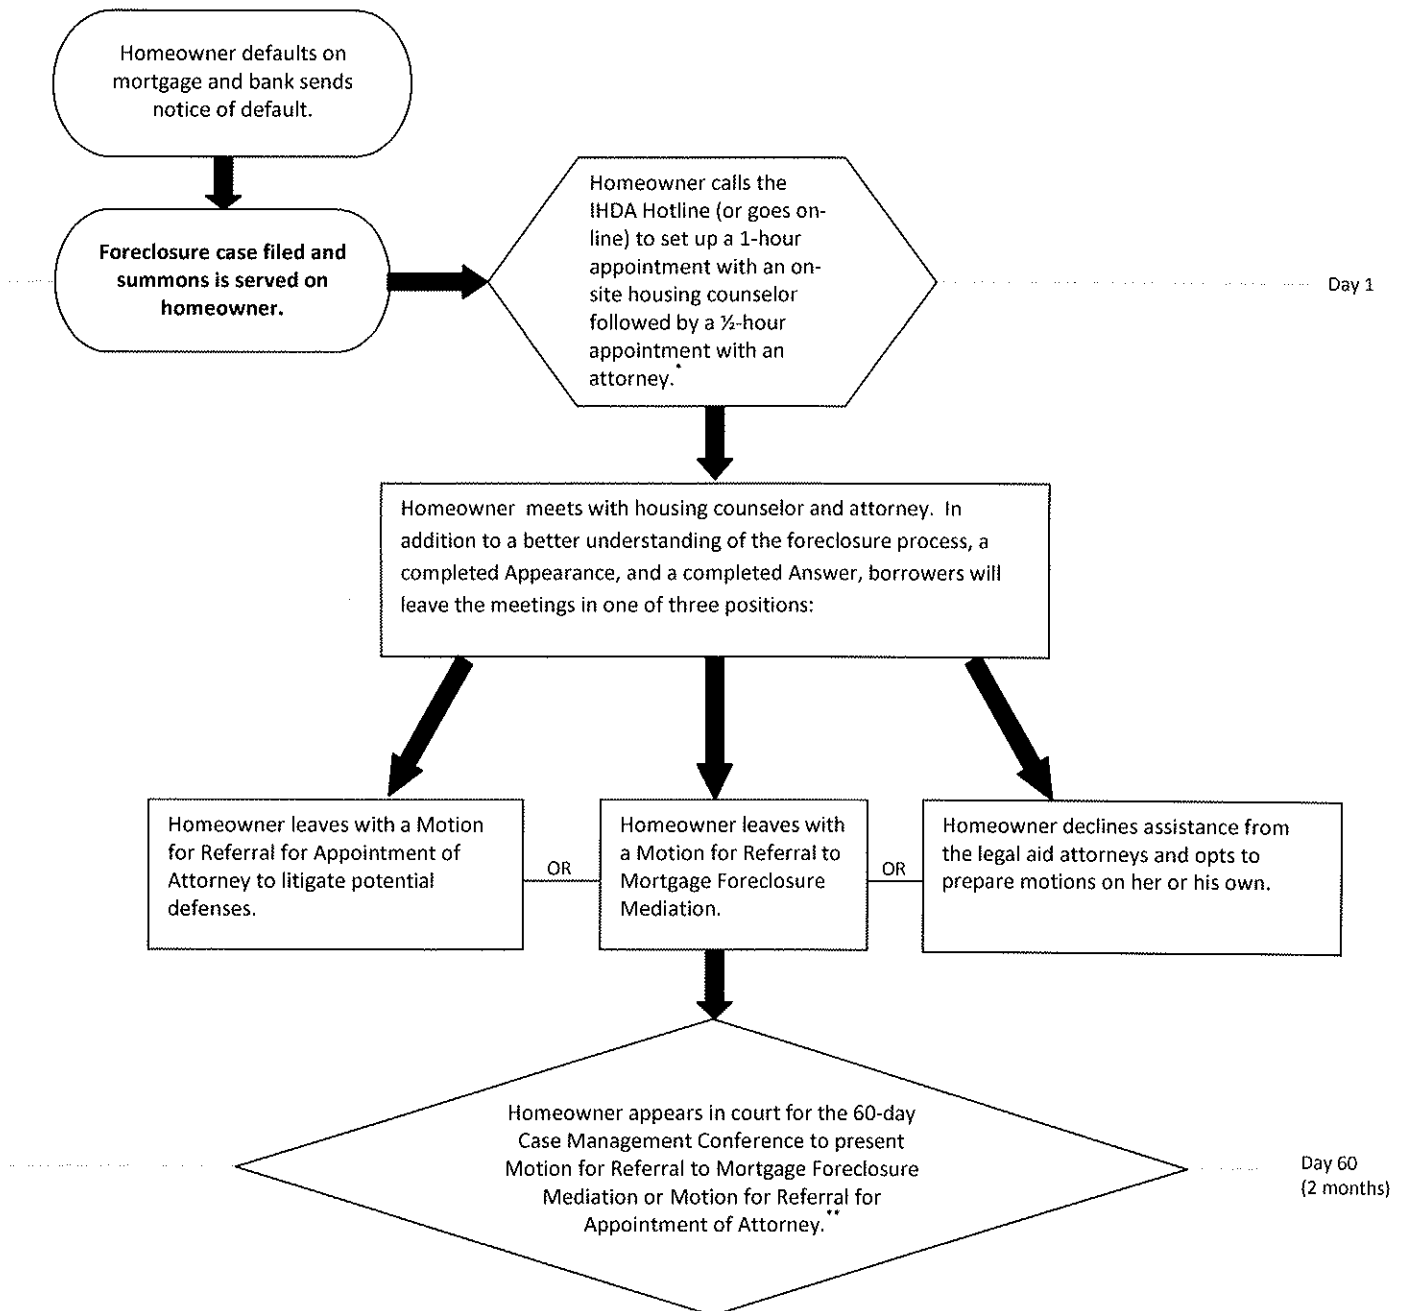 Homeowner defaults on
mortgage and bank sends
notice of default.
Foreclosure case filed and
summons is served on
homeowner.
Homeowner calls the
IHDA Hotline (or goes on-
line) to set up a 1-hour
appointment with an on-
site housing counselor
followed by a ½-hour
appointment with an
attorney.*
Day 1
Homeowner meets with housing counselor and attorney. In
addition to a better understanding of the foreclosure process, a
completed Appearance, and a completed Answer, borrowers will
leave the meetings in one of three positions:
Homeowner leaves with a Motion
for Referral for Appointment of
Attorney to litigate potential
defenses.
OR
Homeowner leaves with
a Motion for Referral to
Mortgage Foreclosure
Mediation.
OR
Homeowner declines assistance from
the legal aid attorneys and opts to
prepare motions on her or his own.
Homeowner appears in court for the 60-day
Case Management Conference to present
Motion for Referral to Mortgage Foreclosure
Mediation or Motion for Referral for
Appointment of Attorney.**
Day 60
(2 months)